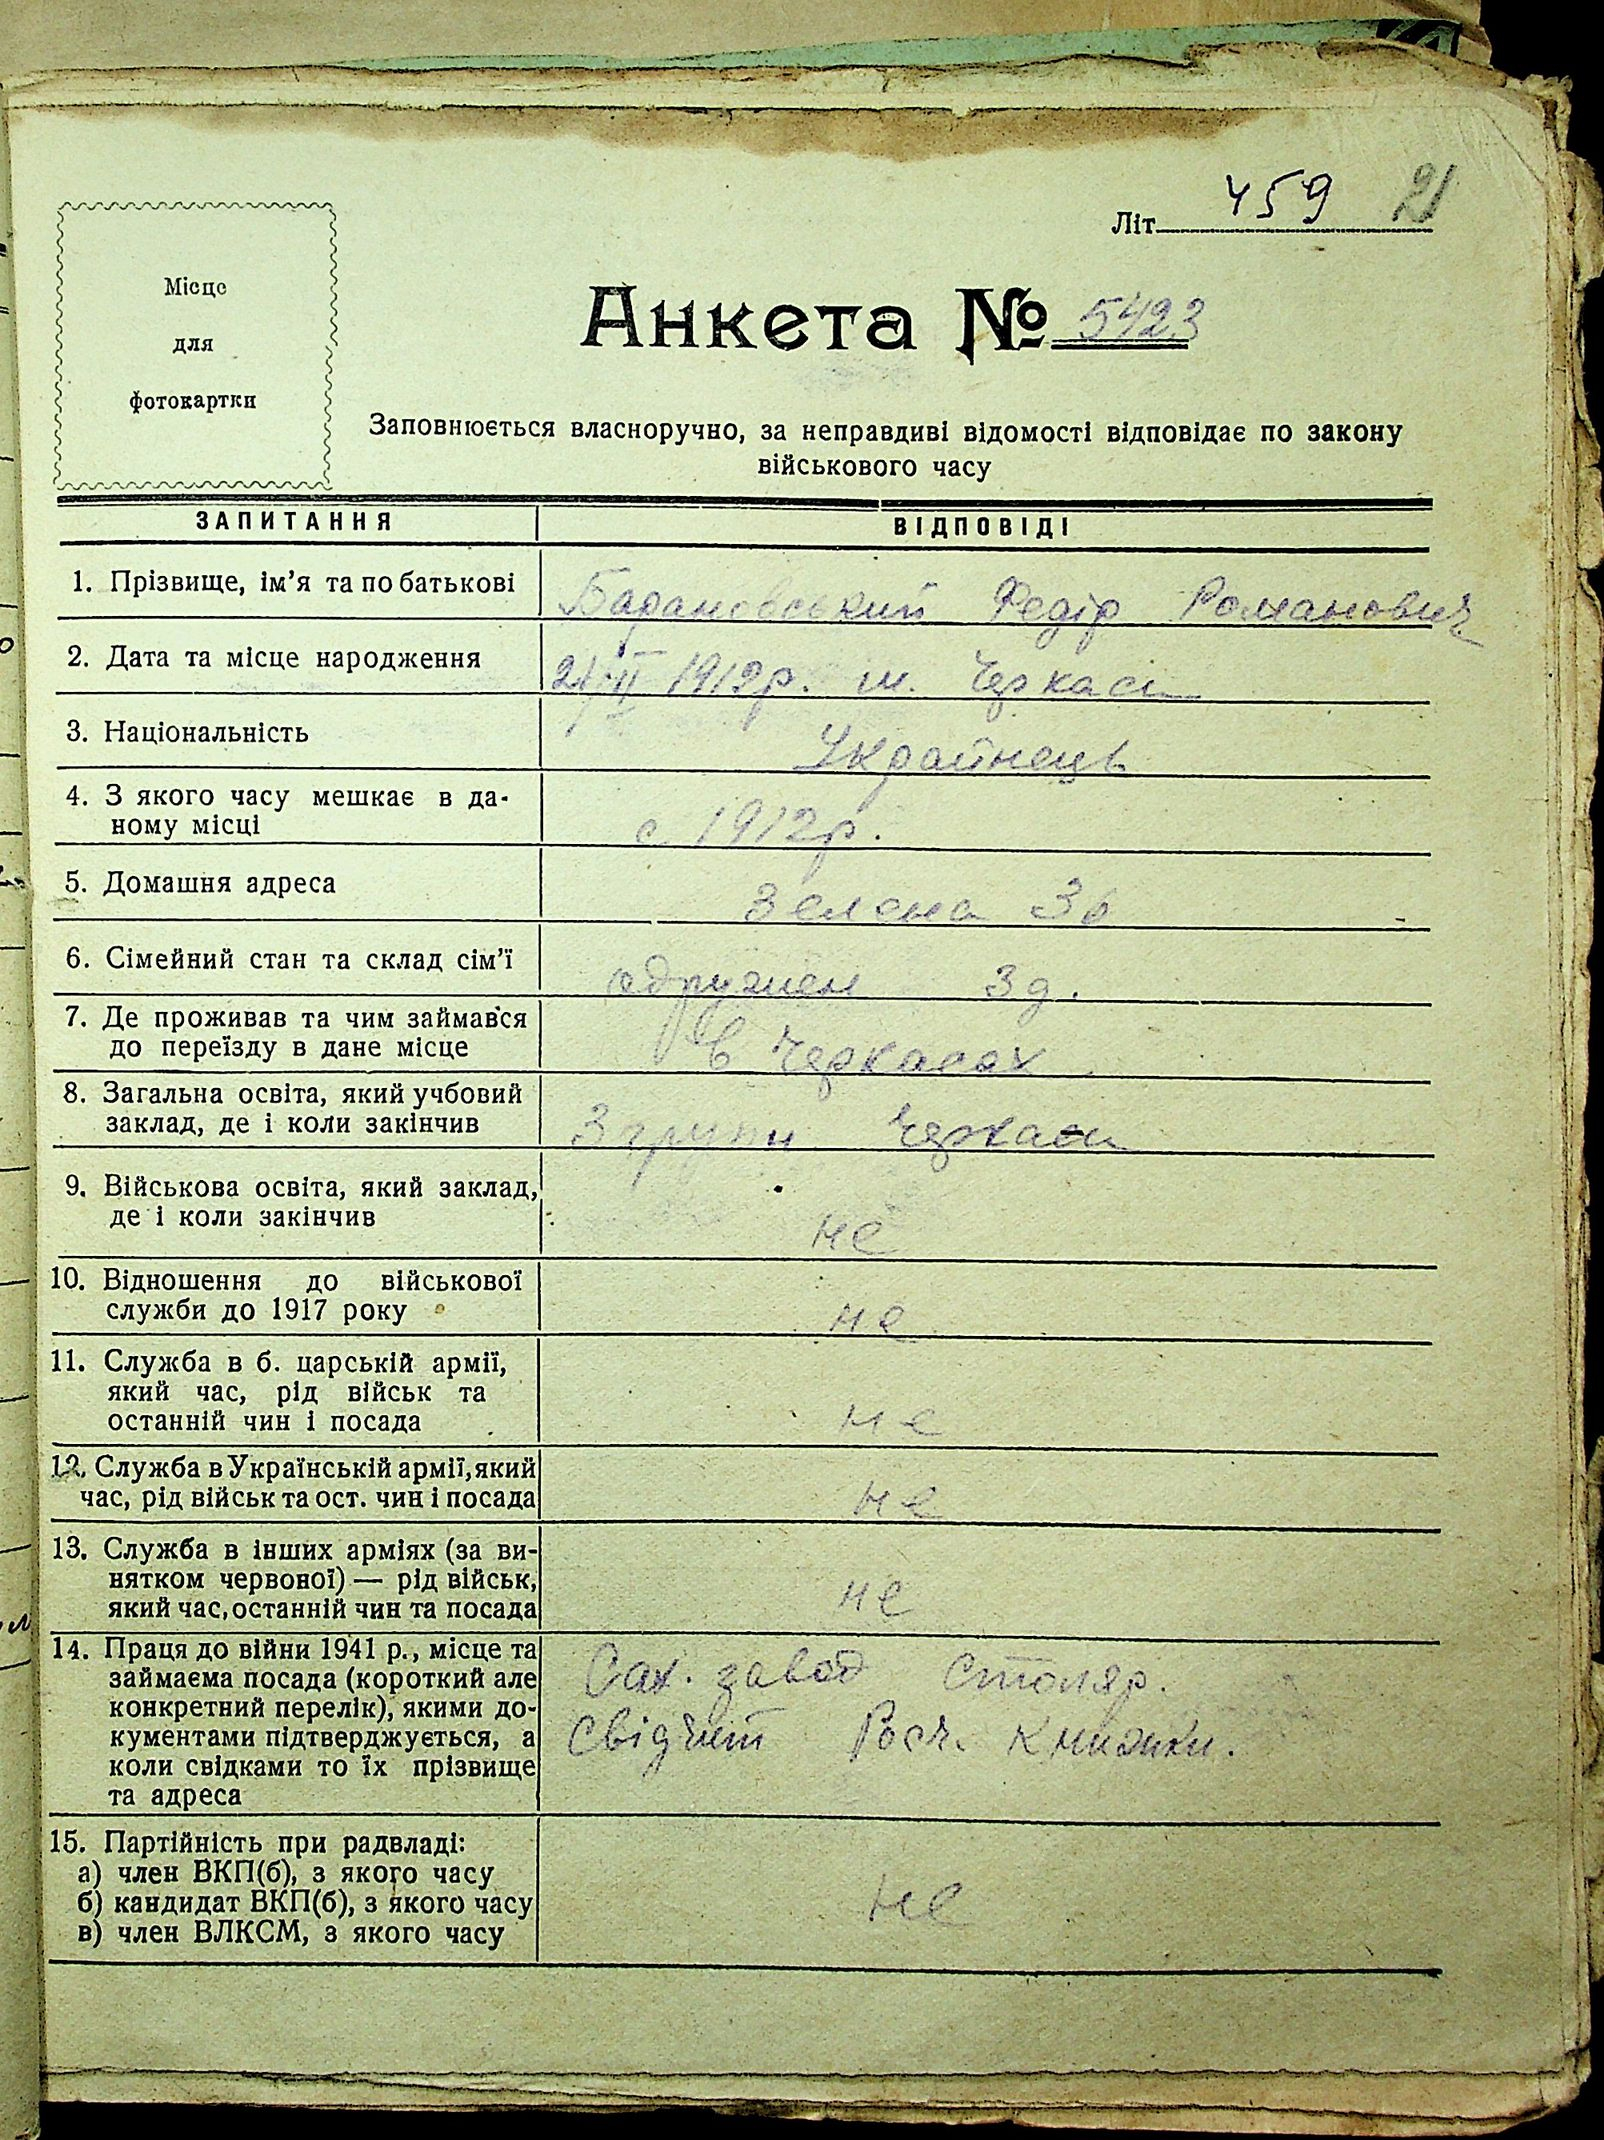 Літ 459 21
Місце
для
фотокартки
Анкета № 5423
Заповнюється власноручно, за неправдиві відомості відповідає по закону
військового часу
ЗАПИТАННЯ ВІДПОВІДІ
1. Прізвище, ім’я та по батькові Барановський Федір Романович
2. Дата та місце народження 21/II 1912р. м. Черкаси
3. Національність Українець
4. З якого часу мешкає в да-
ному місці с 1912р.
5. Домашня адреса Зелена 36
6. Сімейний стан та склад сім’ї одружен 3 д.
7. Де проживав та чим займався
до переїзду в дане місце в Черкасах
8. Загальна освіта, який учбовий
заклад, де і коли закінчив 3 групи Черкаси
9. Військова освіта, який заклад,
де і коли закінчив не
10. Відношення до військової
служби до 1917 року не
11. Служба в б. царській армії,
який час, рід військ та
останній чин і посада не
12. Служба в Українській армії, який
час, рід військ та ост. чин і посада не
13. Служба в інших арміях (за ви-
нятком червоної) — рід військ,
який час, останній чин та посада не
14. Праця до війни 1941 р., місце та
займаєма посада (короткий але
конкретний перелік), якими до-
кументами підтверджується, а
коли свідками то їх прізвище
та адреса
Сах. завод столяр.
Свідчит Росч. книжки.
15. Партійність при радвладі:
а) член ВКП(б), з якого часу
б) кандидат ВКП(б), з якого часу
в) член ВЛКСМ, з якого часу
не